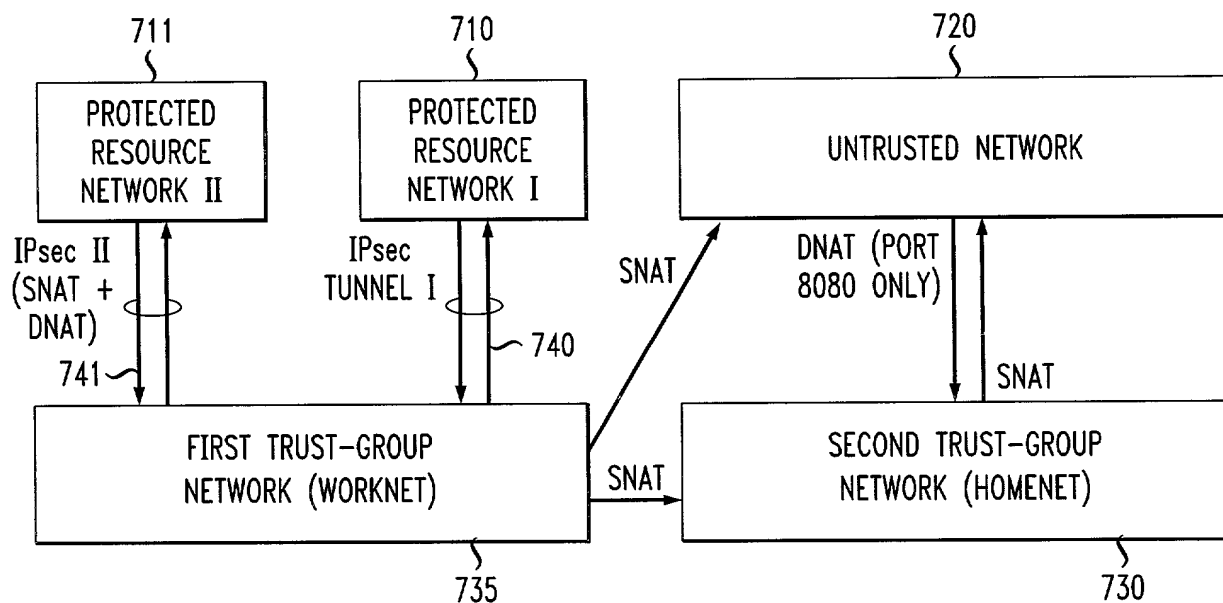 711
710
720
PROTECTED
RESOURCE
NETWORK II
PROTECTED
RESOURCE
NETWORK I
UNTRUSTED NETWORK
IPsec II
(SNAT +
DNAT)
741
IPsec
TUNNEL I
740
SNAT
DNAT (PORT
8080 ONLY)
SNAT
FIRST TRUST-GROUP
NETWORK (WORKNET)
SNAT
SECOND TRUST-GROUP
NETWORK (HOMENET)
735
730